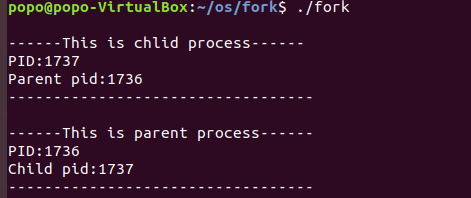 popo@popo-VirtualBox:~/os/fork$ ./fork
------This is chlid process------
PID:1737
Parent pid:1736
----------------------------------
------This is parent process------
PID:1736
Child pid:1737
----------------------------------